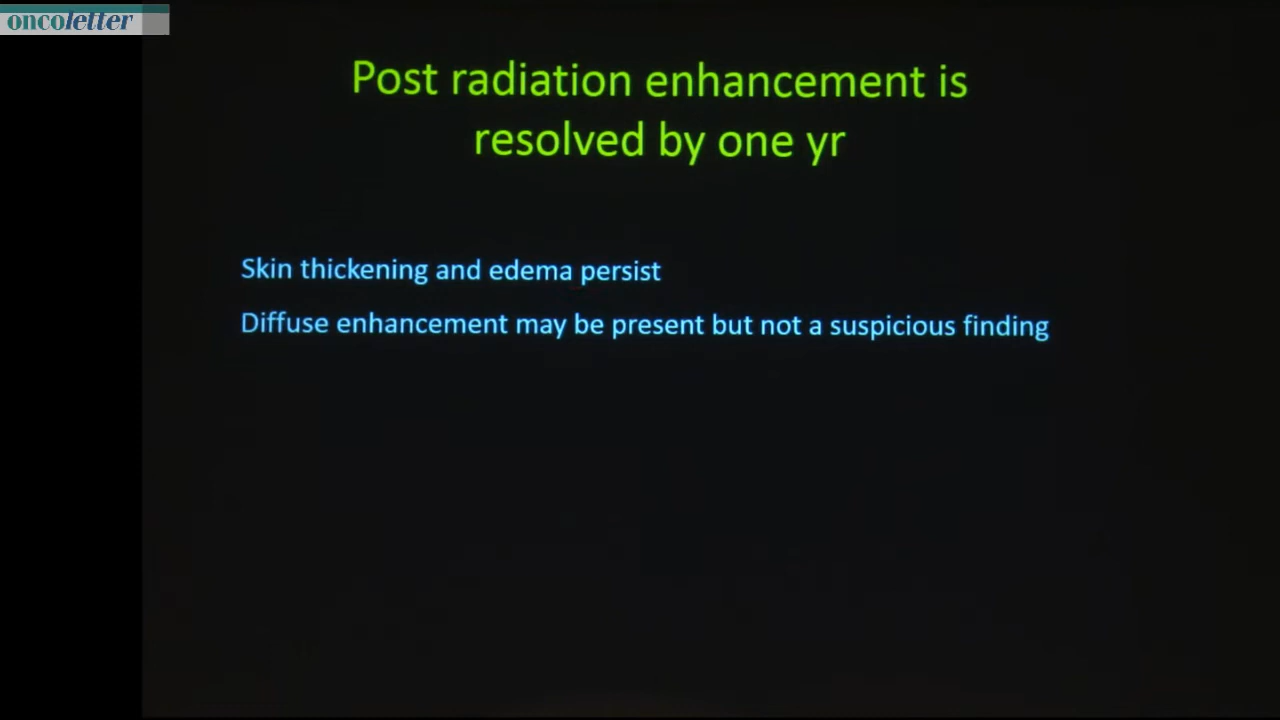 oncoletter
Post radiation enhancement is
resolved by one yr
Skin thickening and edema persist
Diffuse enhancement may be present but not a suspicious finding